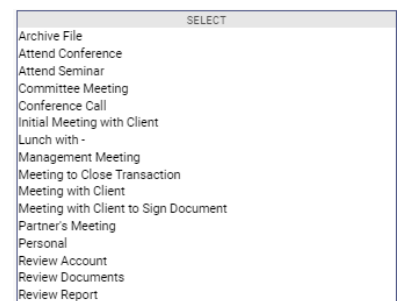 SELECT
Archive File
Attend Conference
Attend Seminar
Committee Meeting
Conference Call
Initial Meeting with Client
Lunch with -
Management Meeting
Meeting to Close Transaction
Meeting with Client
Meeting with Client to Sign Document
Partner's Meeting
Personal
Review Account
Review Documents
Review Report